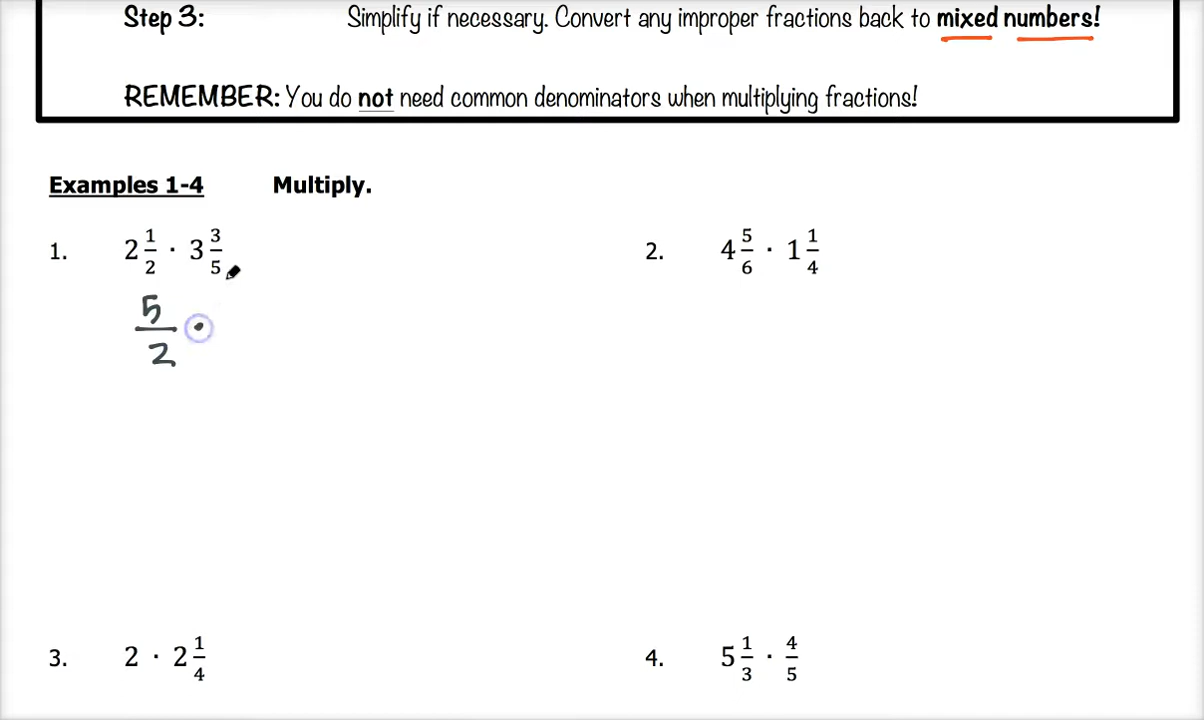 Step 3: Simplify if necessary. Convert any improper fractions back to mixed numbers!
REMEMBER: You do not need common denominators when multiplying fractions!
Examples 1-4 Multiply.
1. 2 1/2 · 3 3/5
2. 4 5/6 · 1 1/4
5/2 ·
3. 2 · 2 1/4
4. 5 1/3 · 4/5